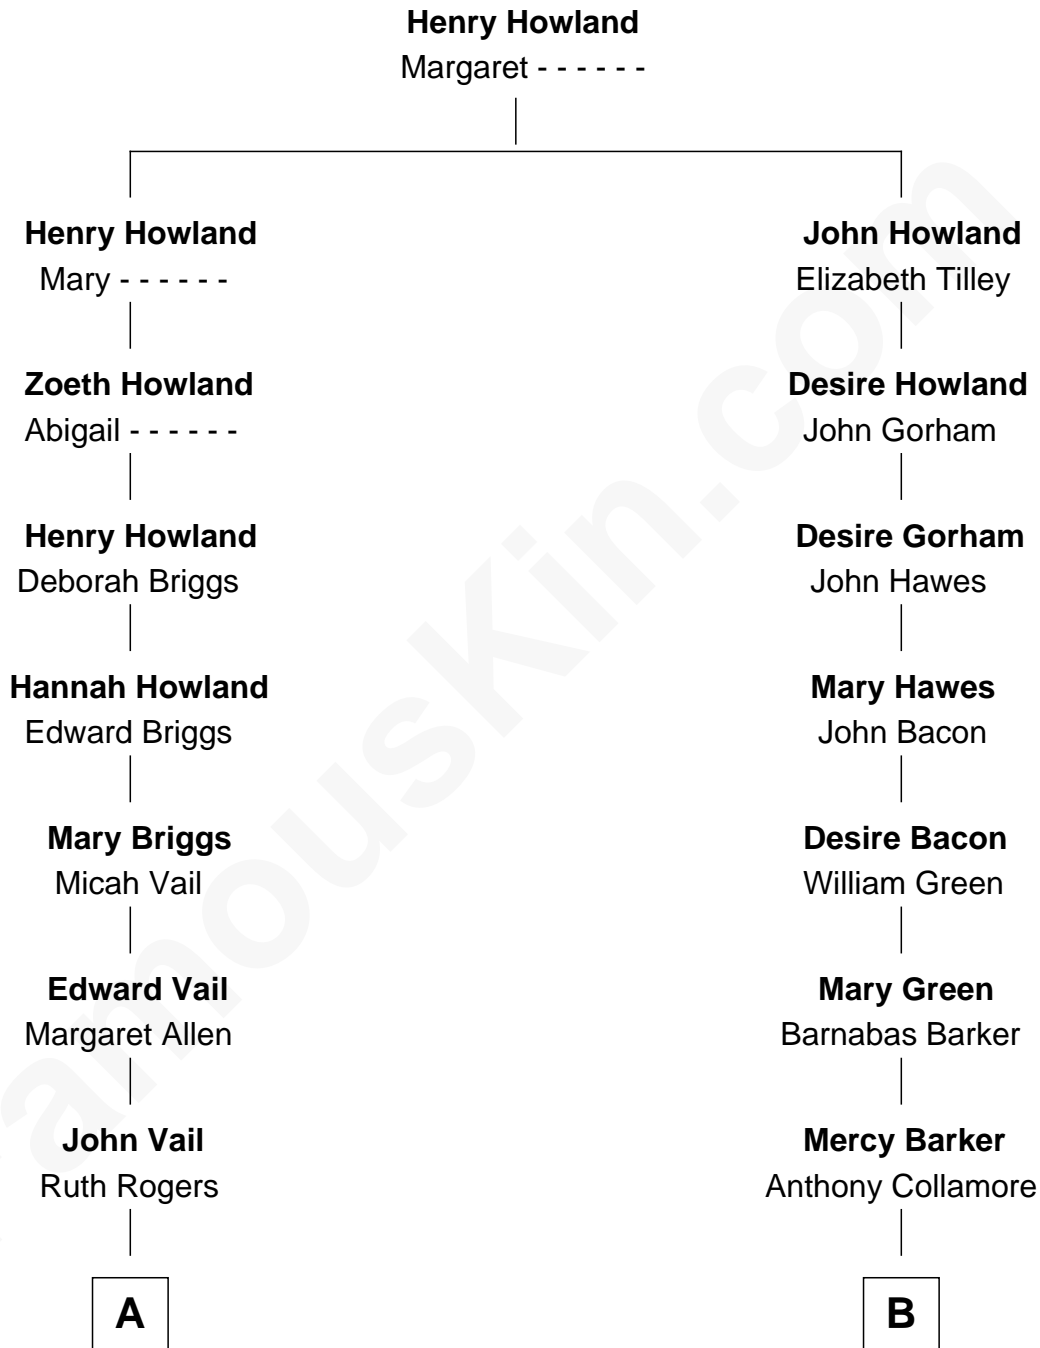 Henry Howland
Margaret - - - - - -
Henry Howland
Mary - - - - - -
John Howland
Elizabeth Tilley
Zoeth Howland
Abigail - - - - - -
Desire Howland
John Gorham
Henry Howland
Deborah Briggs
Desire Gorham
John Hawes
Hannah Howland
Edward Briggs
Mary Hawes
John Bacon
Mary Briggs
Micah Vail
Desire Bacon
William Green
Edward Vail
Margaret Allen
Mary Green
Barnabas Barker
John Vail
Ruth Rogers
Mercy Barker
Anthony Collamore
A
B
amouskin.com